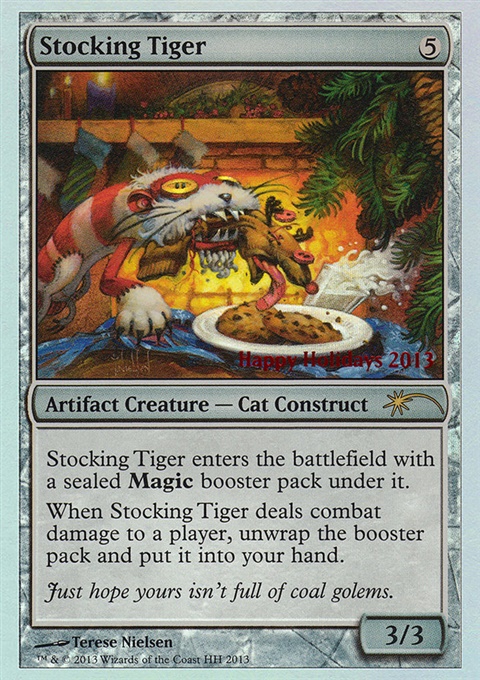 Stocking Tiger 5
Happy Holidays 2013
Artifact Creature — Cat Construct
Stocking Tiger enters the battlefield with
a sealed Magic booster pack under it.
When Stocking Tiger deals combat
damage to a player, unwrap the booster
pack and put it into your hand.
Just hope yours isn't full of coal golems.
3/3
Terese Nielsen
™ & © 2013 Wizards of the Coast HH 2013